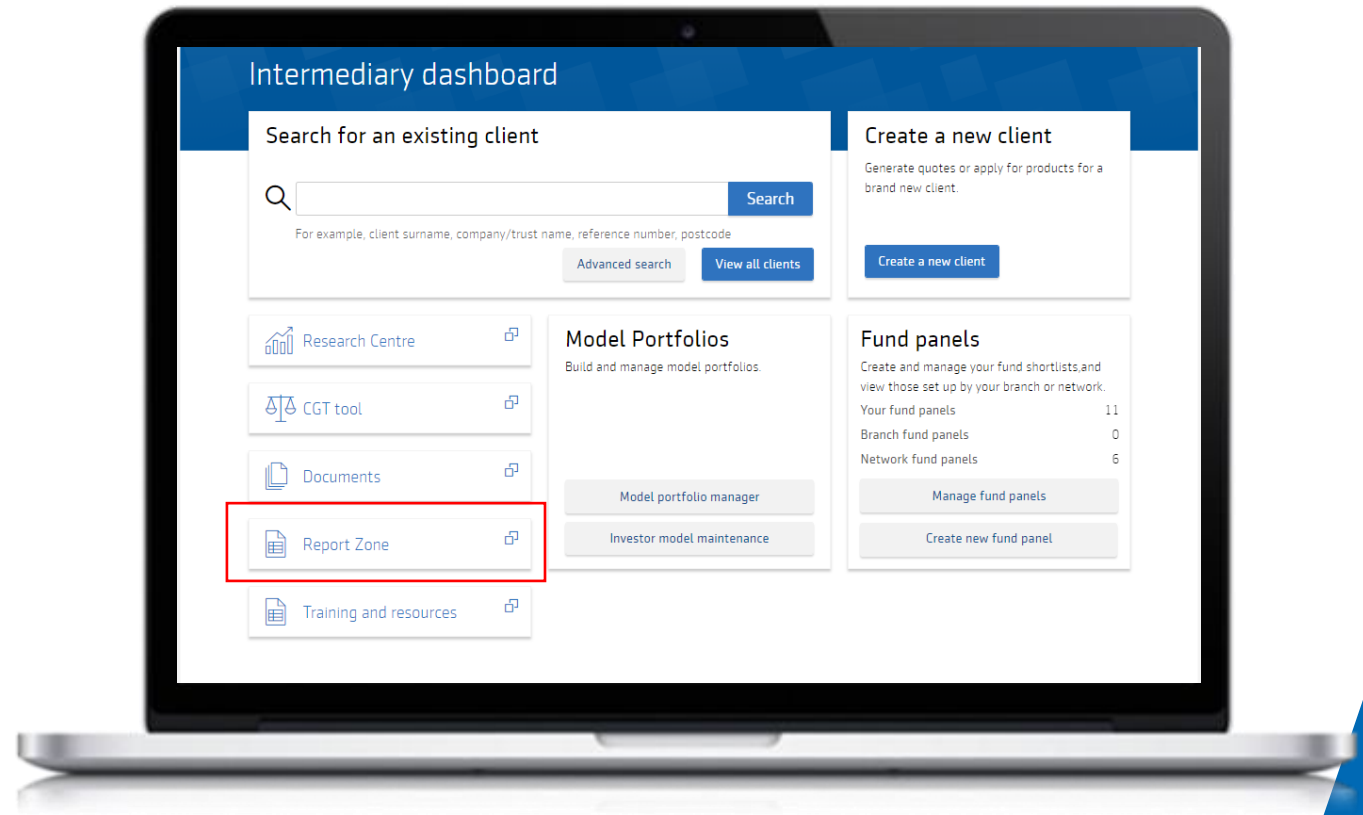 Intermediary dashboard
Search for an existing client
Search
For example, client surname, company/trust name, reference number, postcode
Advanced search
View all clients
Create a new client
Generate quotes or apply for products for a
brand new client.
Create a new client
Research Centre
CGT tool
Documents
Report Zone
Training and resources
Model Portfolios
Build and manage model portfolios.
Model portfolio manager
Investor model maintenance
Fund panels
Create and manage your fund shortlists,and
view those set up by your branch or network.
Your fund panels 11
Branch fund panels 0
Network fund panels 6
Manage fund panels
Create new fund panel